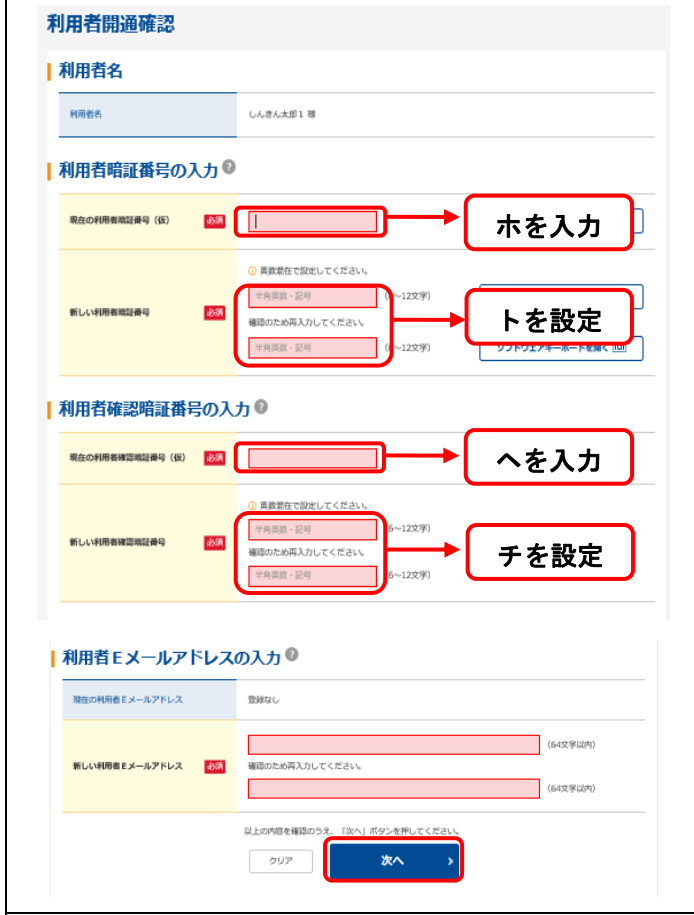 利用者開通確認
利用者名
利用者名 しんきん太郎1 様
利用者暗証番号の入力 ?
現在の利用者暗証番号（仮） 必須 ホを入力
英数混在で設定してください。
半角英数・記号 ～12文字)
新しい利用者暗証番号 必須 確認のため再入力してください。 トを設定
半角英数・記号 ～12文字) ソフトウェアキーボードを開く
利用者確認暗証番号の入力 ?
現在の利用者確認暗証番号（仮） 必須 ヘを入力
英数混在で設定してください。
半角英数・記号 6～12文字)
新しい利用者確認暗証番号 必須 確認のため再入力してください。 チを設定
半角英数・記号 6～12文字)
利用者Eメールアドレスの入力 ?
現在の利用者Eメールアドレス 登録なし
(64文字以内)
新しい利用者Eメールアドレス 必須 確認のため再入力してください。
(64文字以内)
以上の内容を確認のうえ、「次へ」ボタンを押してください。
クリア 次へ